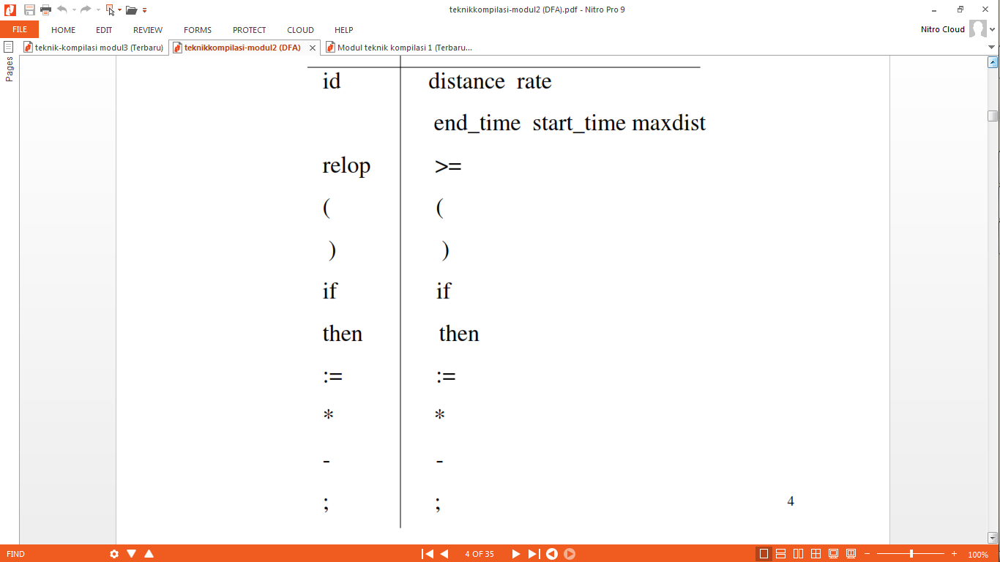 teknikkompilasi-modul2 (DFA).pdf - Nitro Pro 9
FILE HOME EDIT REVIEW FORMS PROTECT CLOUD HELP Nitro Cloud
teknik-kompilasi modul3 (Terbaru) teknikkompilasi-modul2 (DFA) Modul teknik kompilasi 1 (Terbaru...
Pages
id distance rate
end_time start_time maxdist
relop >=
( (
) )
if if
then then
:= :=
* *
- -
; ;
4
FIND 4 OF 35 100%